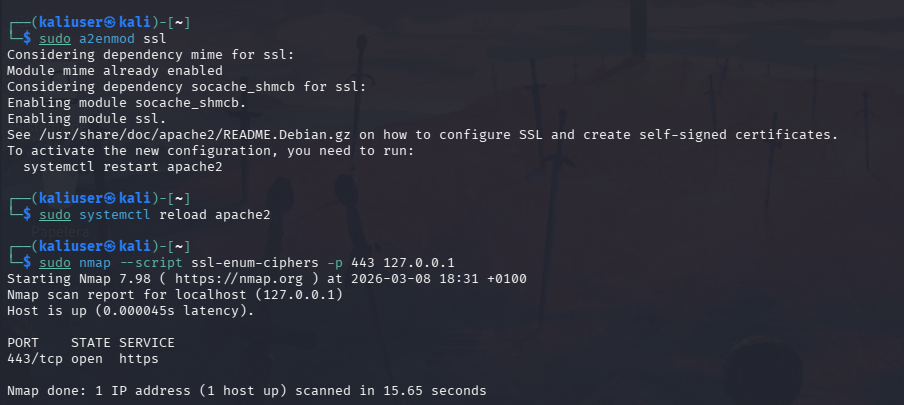 ┌──(kaliuser㉿kali)-[~]
└─$ sudo a2enmod ssl
Considering dependency mime for ssl:
Module mime already enabled
Considering dependency socache_shmcb for ssl:
Enabling module socache_shmcb.
Enabling module ssl.
See /usr/share/doc/apache2/README.Debian.gz on how to configure SSL and create self-signed certificates.
To activate the new configuration, you need to run:
  systemctl restart apache2
┌──(kaliuser㉿kali)-[~]
└─$ sudo systemctl reload apache2
Papelera
┌──(kaliuser㉿kali)-[~]
└─$ sudo nmap --script ssl-enum-ciphers -p 443 127.0.0.1
Starting Nmap 7.98 ( https://nmap.org ) at 2026-03-08 18:31 +0100
Nmap scan report for localhost (127.0.0.1)
Host is up (0.000045s latency).
PORT    STATE SERVICE
443/tcp open  https
Nmap done: 1 IP address (1 host up) scanned in 15.65 seconds